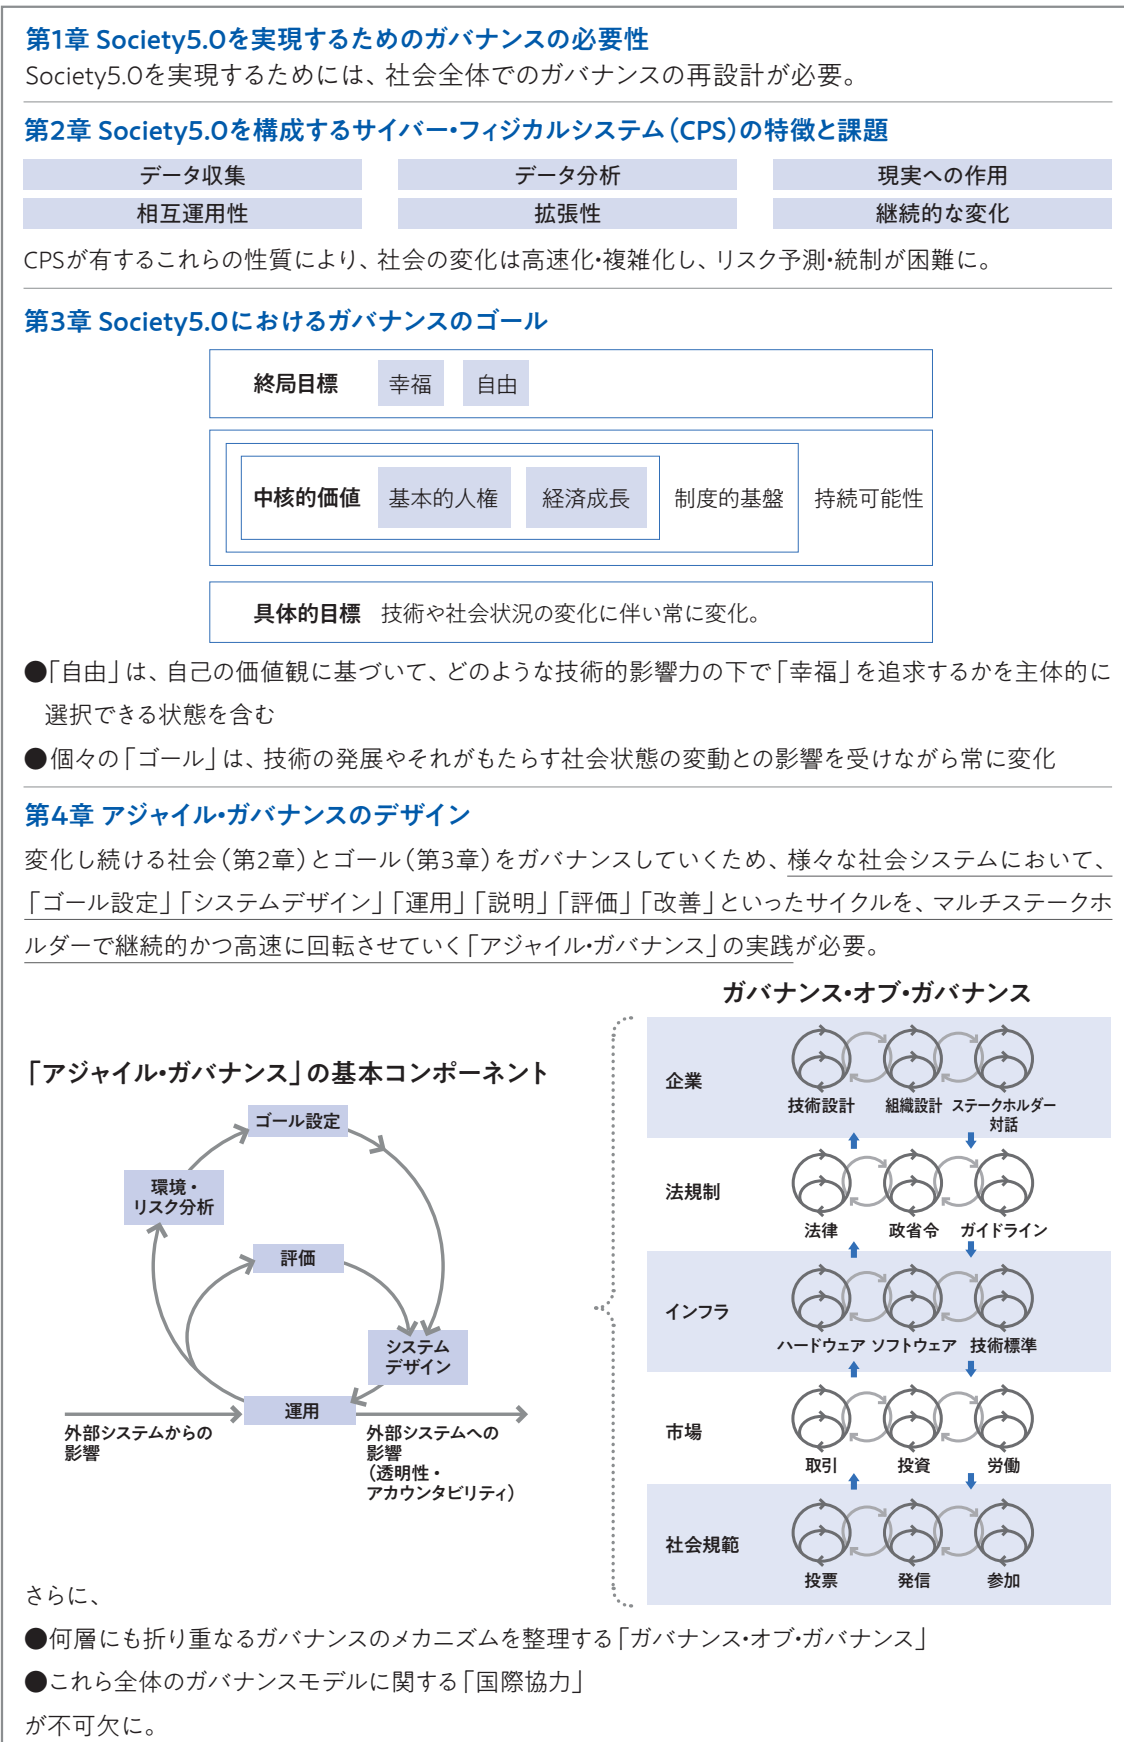 第1章 Society5.0を実現するためのガバナンスの必要性
Society5.0を実現するためには、社会全体でのガバナンスの再設計が必要。
第2章 Society5.0を構成するサイバー・フィジカルシステム（CPS）の特徴と課題
データ収集 データ分析 現実への作用
相互運用性 拡張性 継続的な変化
CPSが有するこれらの性質により、社会の変化は高速化・複雑化し、リスク予測・統制が困難に。
第3章 Society5.0におけるガバナンスのゴール
終局目標 幸福 自由
中核的価値 基本的人権 経済成長 制度的基盤 持続可能性
具体的目標 技術や社会状況の変化に伴い常に変化。
●「自由」は、自己の価値観に基づいて、どのような技術的影響力の下で「幸福」を追求するかを主体的に
選択できる状態を含む
●個々の「ゴール」は、技術の発展やそれがもたらす社会状態の変動との影響を受けながら常に変化
第4章 アジャイル・ガバナンスのデザイン
変化し続ける社会（第2章）とゴール（第3章）をガバナンスしていくため、様々な社会システムにおいて、
「ゴール設定」「システムデザイン」「運用」「説明」「評価」「改善」といったサイクルを、マルチステークホ
ルダーで継続的かつ高速に回転させていく「アジャイル・ガバナンス」の実践が必要。
「アジャイル・ガバナンス」の基本コンポーネント
ゴール設定
環境・
リスク分析
評価
システム
デザイン
運用
外部システムからの
影響
外部システムへの
影響
（透明性・
アカウンタビリティ）
ガバナンス・オブ・ガバナンス
企業
技術設計 組織設計 ステークホルダー
対話
法規制
法律 政省令 ガイドライン
インフラ
ハードウェア ソフトウェア 技術標準
市場
取引 投資 労働
社会規範
投票 発信 参加
さらに、
●何層にも折り重なるガバナンスのメカニズムを整理する「ガバナンス・オブ・ガバナンス」
●これら全体のガバナンスモデルに関する「国際協力」
が不可欠に。